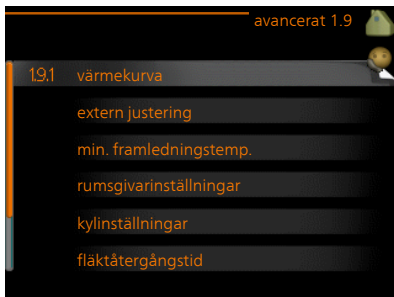 avancerat 1.9
1.9.1 värmekurva
extern justering
min. framledningstemp.
rumsgivarinställningar
kylinställningar
fläktåtergångstid